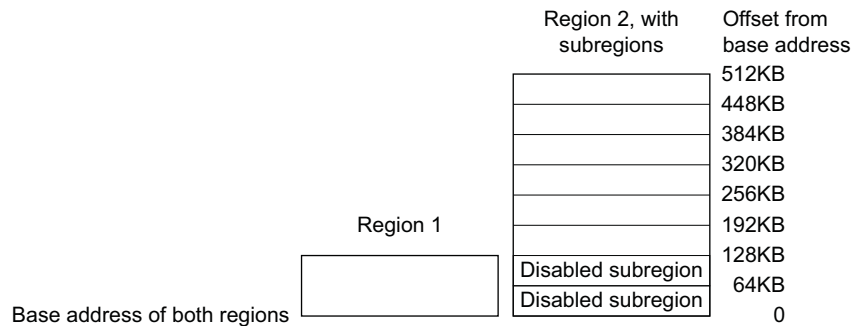 Region 2, with
subregions
Offset from
base address
512KB
448KB
384KB
320KB
256KB
Region 1
192KB
128KB
Disabled subregion
64KB
Disabled subregion
Base address of both regions
0